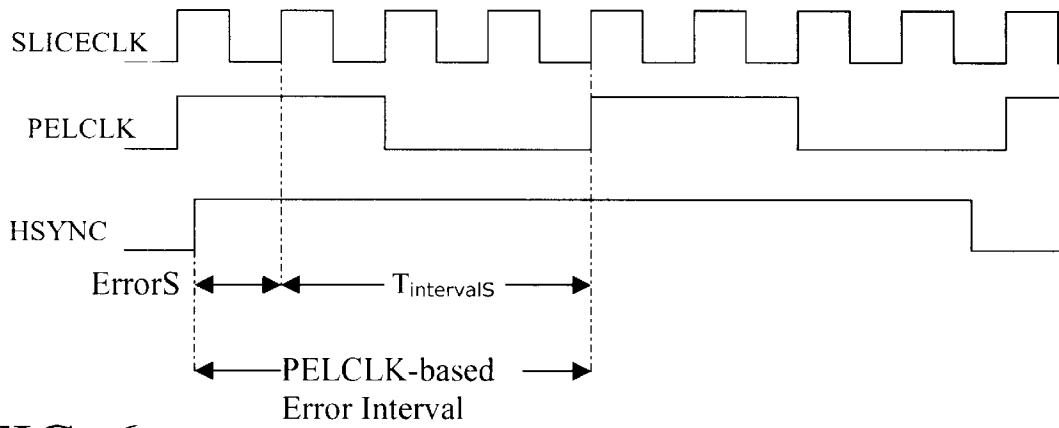 SLICECLK
PELCLK
HSYNC
ErrorS
TintervalS
PELCLK-based
Error Interval